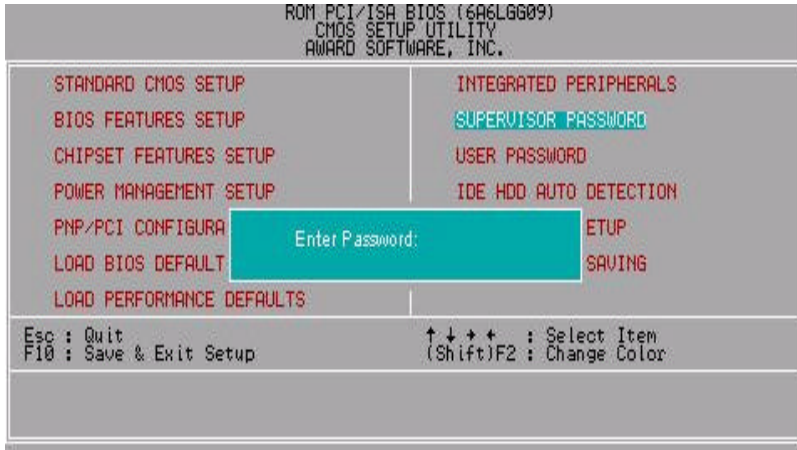 ROM PCI/ISA BIOS (6A6LGG09)
CMOS SETUP UTILITY
AWARD SOFTWARE, INC.
STANDARD CMOS SETUP
BIOS FEATURES SETUP
CHIPSET FEATURES SETUP
POWER MANAGEMENT SETUP
PNP/PCI CONFIGURA
LOAD BIOS DEFAULT
LOAD PERFORMANCE DEFAULTS
INTEGRATED PERIPHERALS
SUPERVISOR PASSWORD
USER PASSWORD
IDE HDD AUTO DETECTION
ETUP
SAVING
Enter Password:
Esc : Quit
F10 : Save & Exit Setup
↑ ↓ → ← : Select Item
(Shift)F2 : Change Color